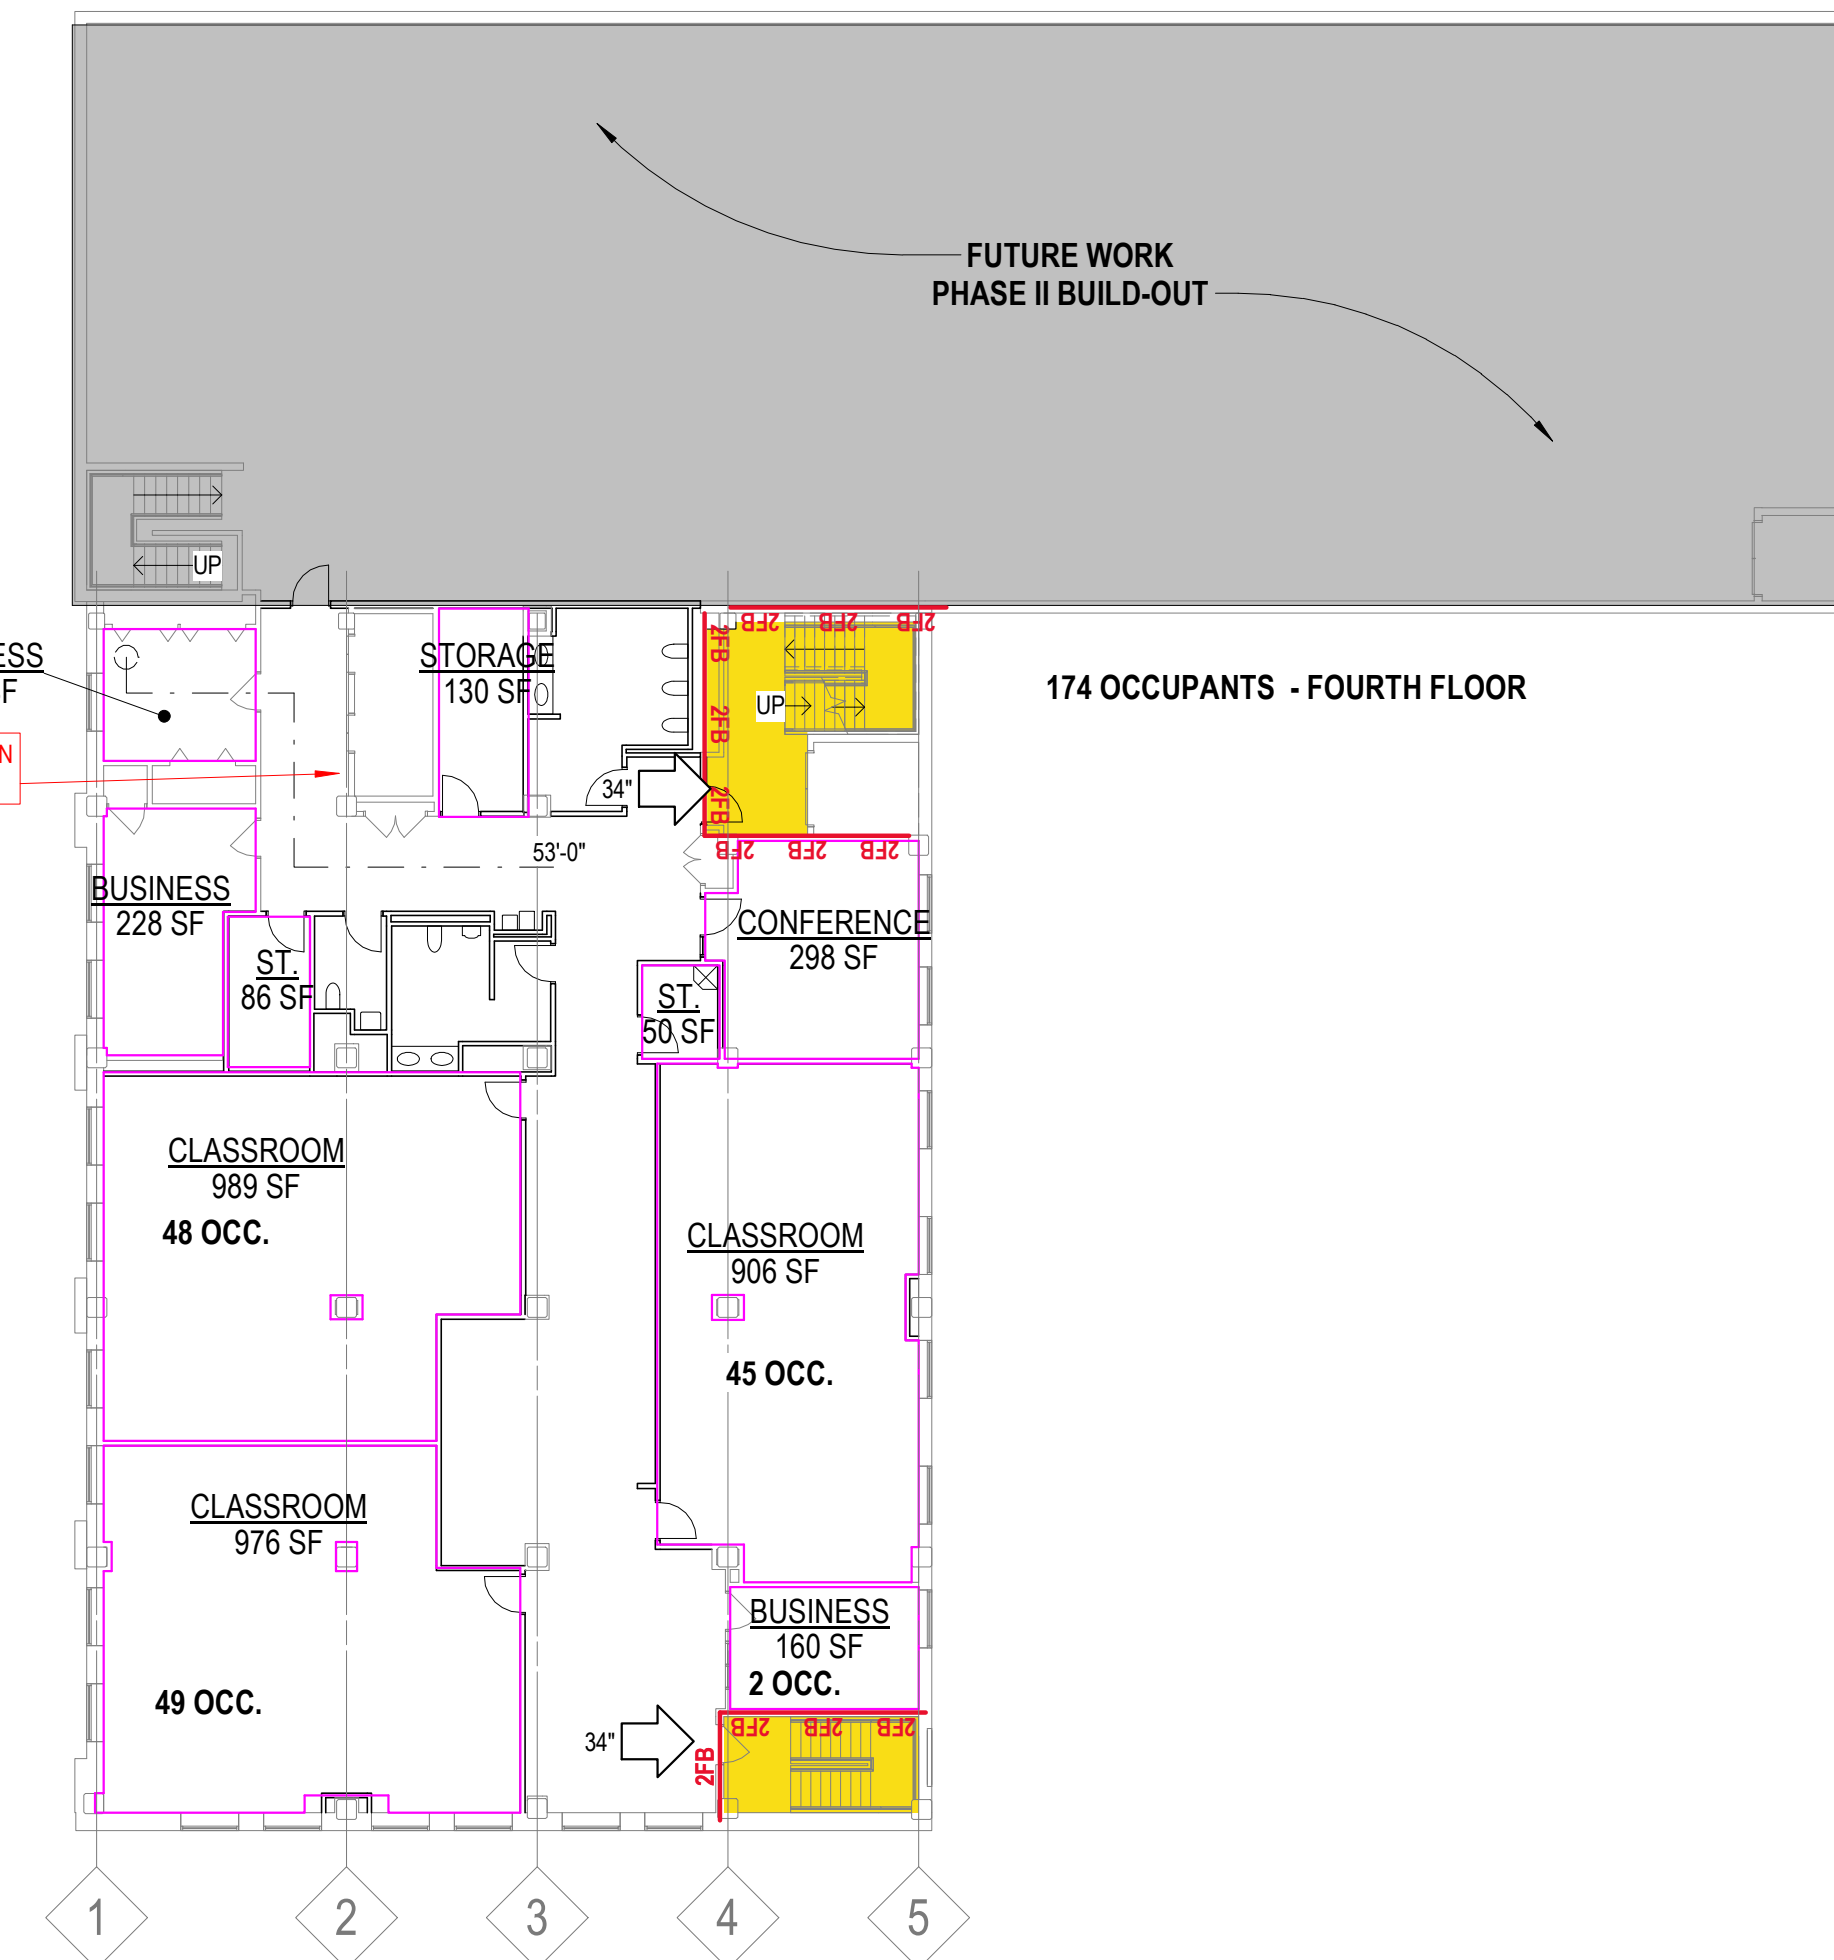 FUTURE WORK
PHASE II BUILD-OUT
UP
2FB 2FB 2FB
2FB
2FB
2FB
ESS
F
STORAGE
130 SF
UP
174 OCCUPANTS - FOURTH FLOOR
N
34"
53'-0"
2FB 2FB 2FB
BUSINESS
228 SF
CONFERENCE
298 SF
ST.
86 SF
ST.
50 SF
CLASSROOM
989 SF
48 OCC.
CLASSROOM
906 SF
45 OCC.
CLASSROOM
976 SF
49 OCC.
BUSINESS
160 SF
2 OCC.
34"
2FB 2FB 2FB
2FB
1 2 3 4 5